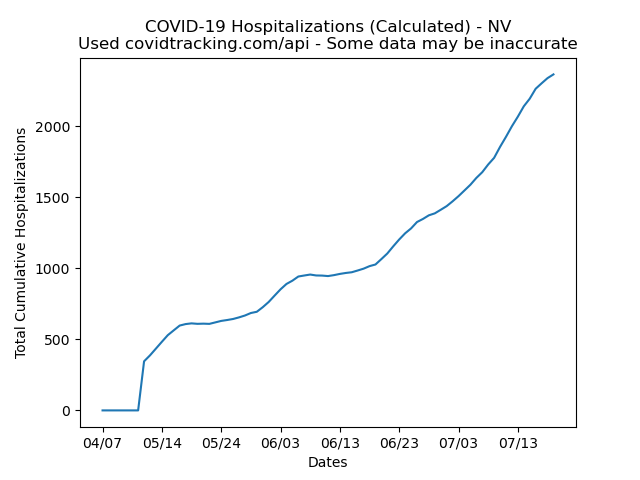 COVID-19 Hospitalizations (Calculated) - NV
Used covidtracking.com/api - Some data may be inaccurate
Total Cumulative Hospitalizations
2000
1500
1000
500
0
04/07 05/14 05/24 06/03 06/13 06/23 07/03 07/13
Dates